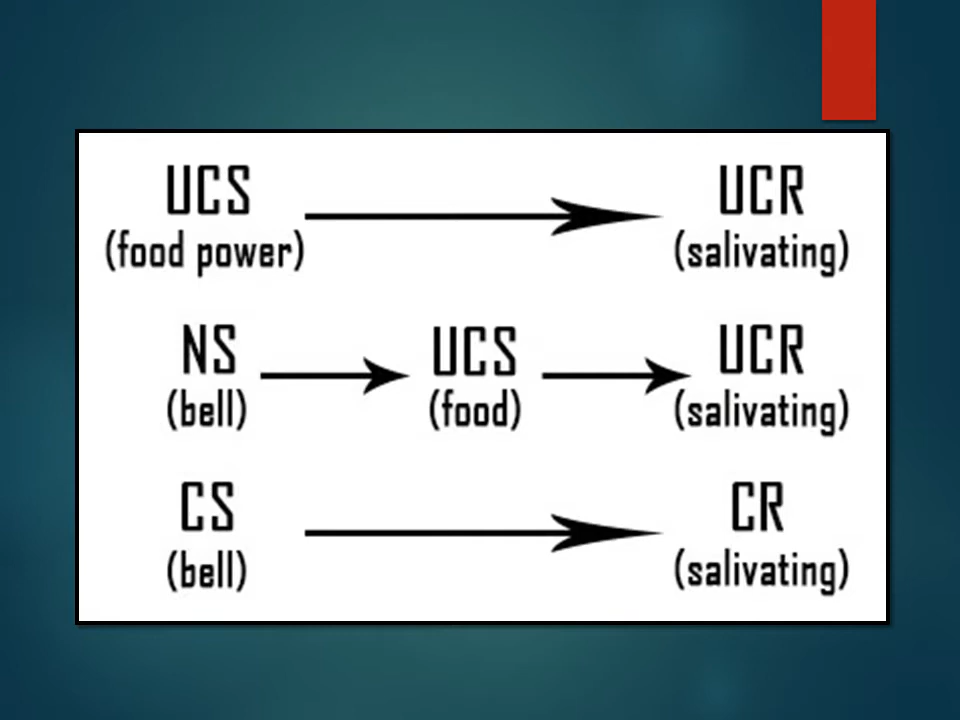 UCS UCR
(food power) (salivating)
NS UCS UCR
(bell) (food) (salivating)
CS CR
(bell) (salivating)